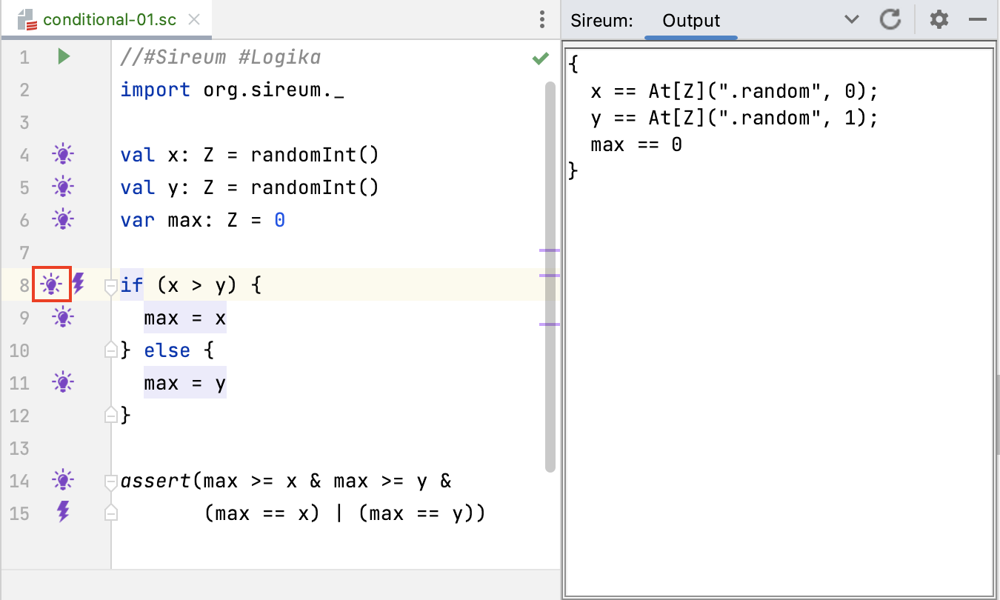 conditional-01.sc
Sireum: Output
1 //#Sireum #Logika
2 import org.sireum._
3
4 val x: Z = randomInt()
5 val y: Z = randomInt()
6 var max: Z = 0
7
8 if (x > y) {
9   max = x
10 } else {
11   max = y
12 }
13
14 assert(max >= x & max >= y &
15        (max == x) | (max == y))
{
  x == At[Z](".random", 0);
  y == At[Z](".random", 1);
  max == 0
}